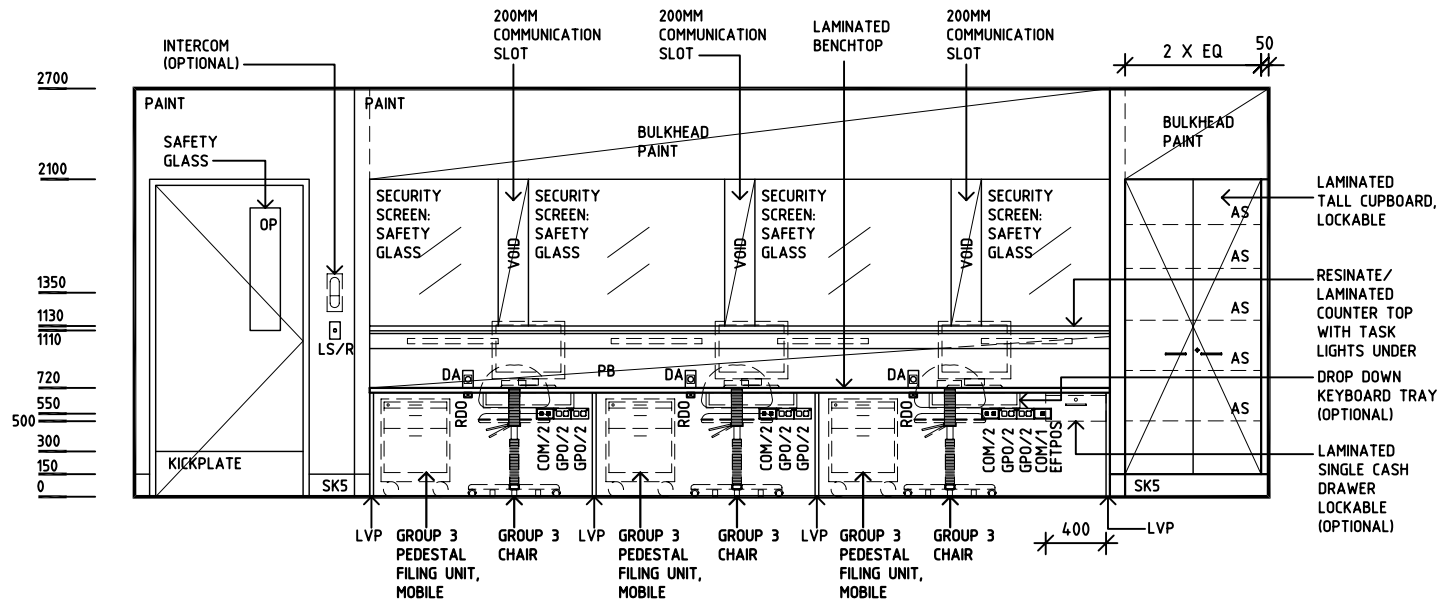 200MM
COMMUNICATION
SLOT
200MM
COMMUNICATION
SLOT
LAMINATED
BENCHTOP
200MM
COMMUNICATION
SLOT
2 X EQ
50
INTERCOM
(OPTIONAL)
2700
PAINT
PAINT
BULKHEAD
PAINT
BULKHEAD
PAINT
SAFETY
GLASS
2100
OP
SECURITY
SCREEN:
SAFETY
GLASS
VOID
SECURITY
SCREEN:
SAFETY
GLASS
VOID
SECURITY
SCREEN:
SAFETY
GLASS
VOID
SECURITY
SCREEN:
SAFETY
GLASS
LAMINATED
TALL CUPBOARD,
LOCKABLE
AS
AS
AS
AS
AS
RESINATE/
LAMINATED
COUNTER TOP
WITH TASK
LIGHTS UNDER
DROP DOWN
KEYBOARD TRAY
(OPTIONAL)
LAMINATED
SINGLE CASH
DRAWER
LOCKABLE
(OPTIONAL)
1350
1130
1110
720
550
500
300
150
0
LS/R
DA
PB
DA
DA
RDO
COM/2
GPO/2
GPO/2
RDO
COM/2
GPO/2
GPO/2
RDO
COM/2
GPO/2
GPO/2
COM/1
EFTPOS
KICKPLATE
SK5
SK5
LVP
GROUP 3
PEDESTAL
FILING UNIT,
MOBILE
GROUP 3
CHAIR
LVP
GROUP 3
PEDESTAL
FILING UNIT,
MOBILE
GROUP 3
CHAIR
LVP
GROUP 3
PEDESTAL
FILING UNIT,
MOBILE
GROUP 3
CHAIR
400
LVP